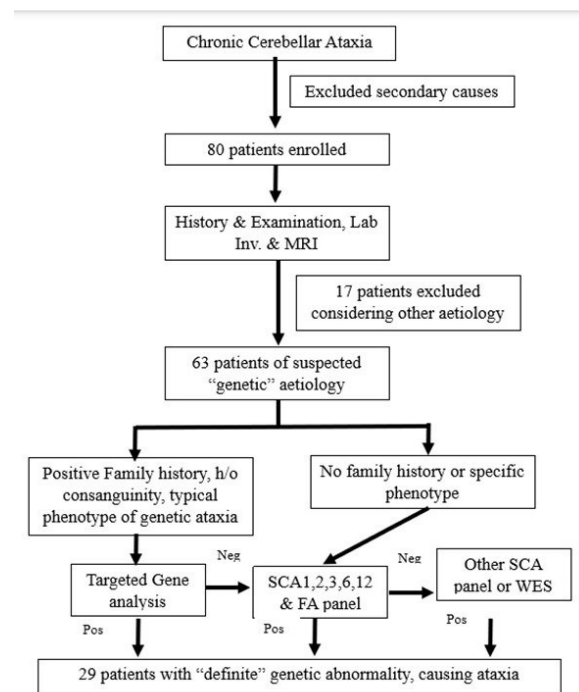 Chronic Cerebellar Ataxia
Excluded secondary causes
80 patients enrolled
History & Examination, Lab
Inv. & MRI
17 patients excluded
considering other aetiology
63 patients of suspected
“genetic” aetiology
Positive Family history, h/o
consanguinity, typical
phenotype of genetic ataxia
No family history or specific
phenotype
Neg
Targeted Gene
analysis
SCA1,2,3,6,12
& FA panel
Neg
Other SCA
panel or WES
Pos
Pos
Pos
29 patients with “definite” genetic abnormality, causing ataxia